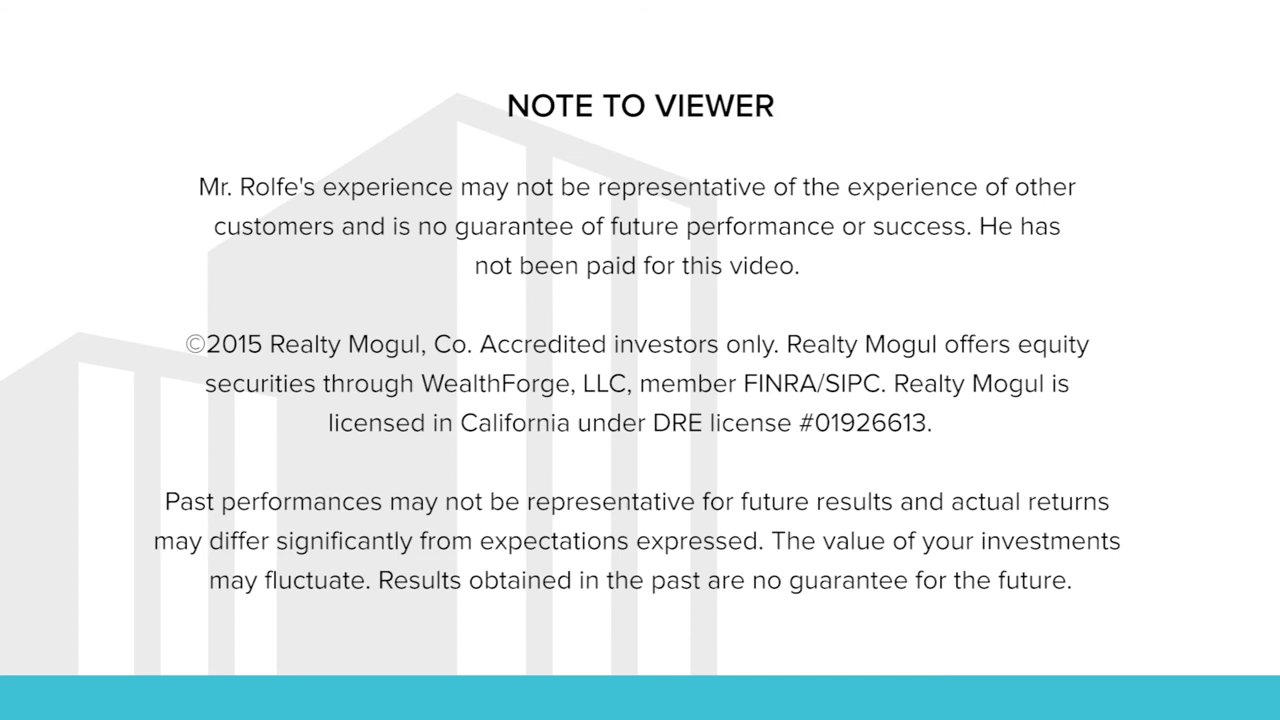 NOTE TO VIEWER
Mr. Rolfe's experience may not be representative of the experience of other
customers and is no guarantee of future performance or success. He has
not been paid for this video.
©2015 Realty Mogul, Co. Accredited investors only. Realty Mogul offers equity
securities through WealthForge, LLC, member FINRA/SIPC. Realty Mogul is
licensed in California under DRE license #01926613.
Past performances may not be representative for future results and actual returns
may differ significantly from expectations expressed. The value of your investments
may fluctuate. Results obtained in the past are no guarantee for the future.